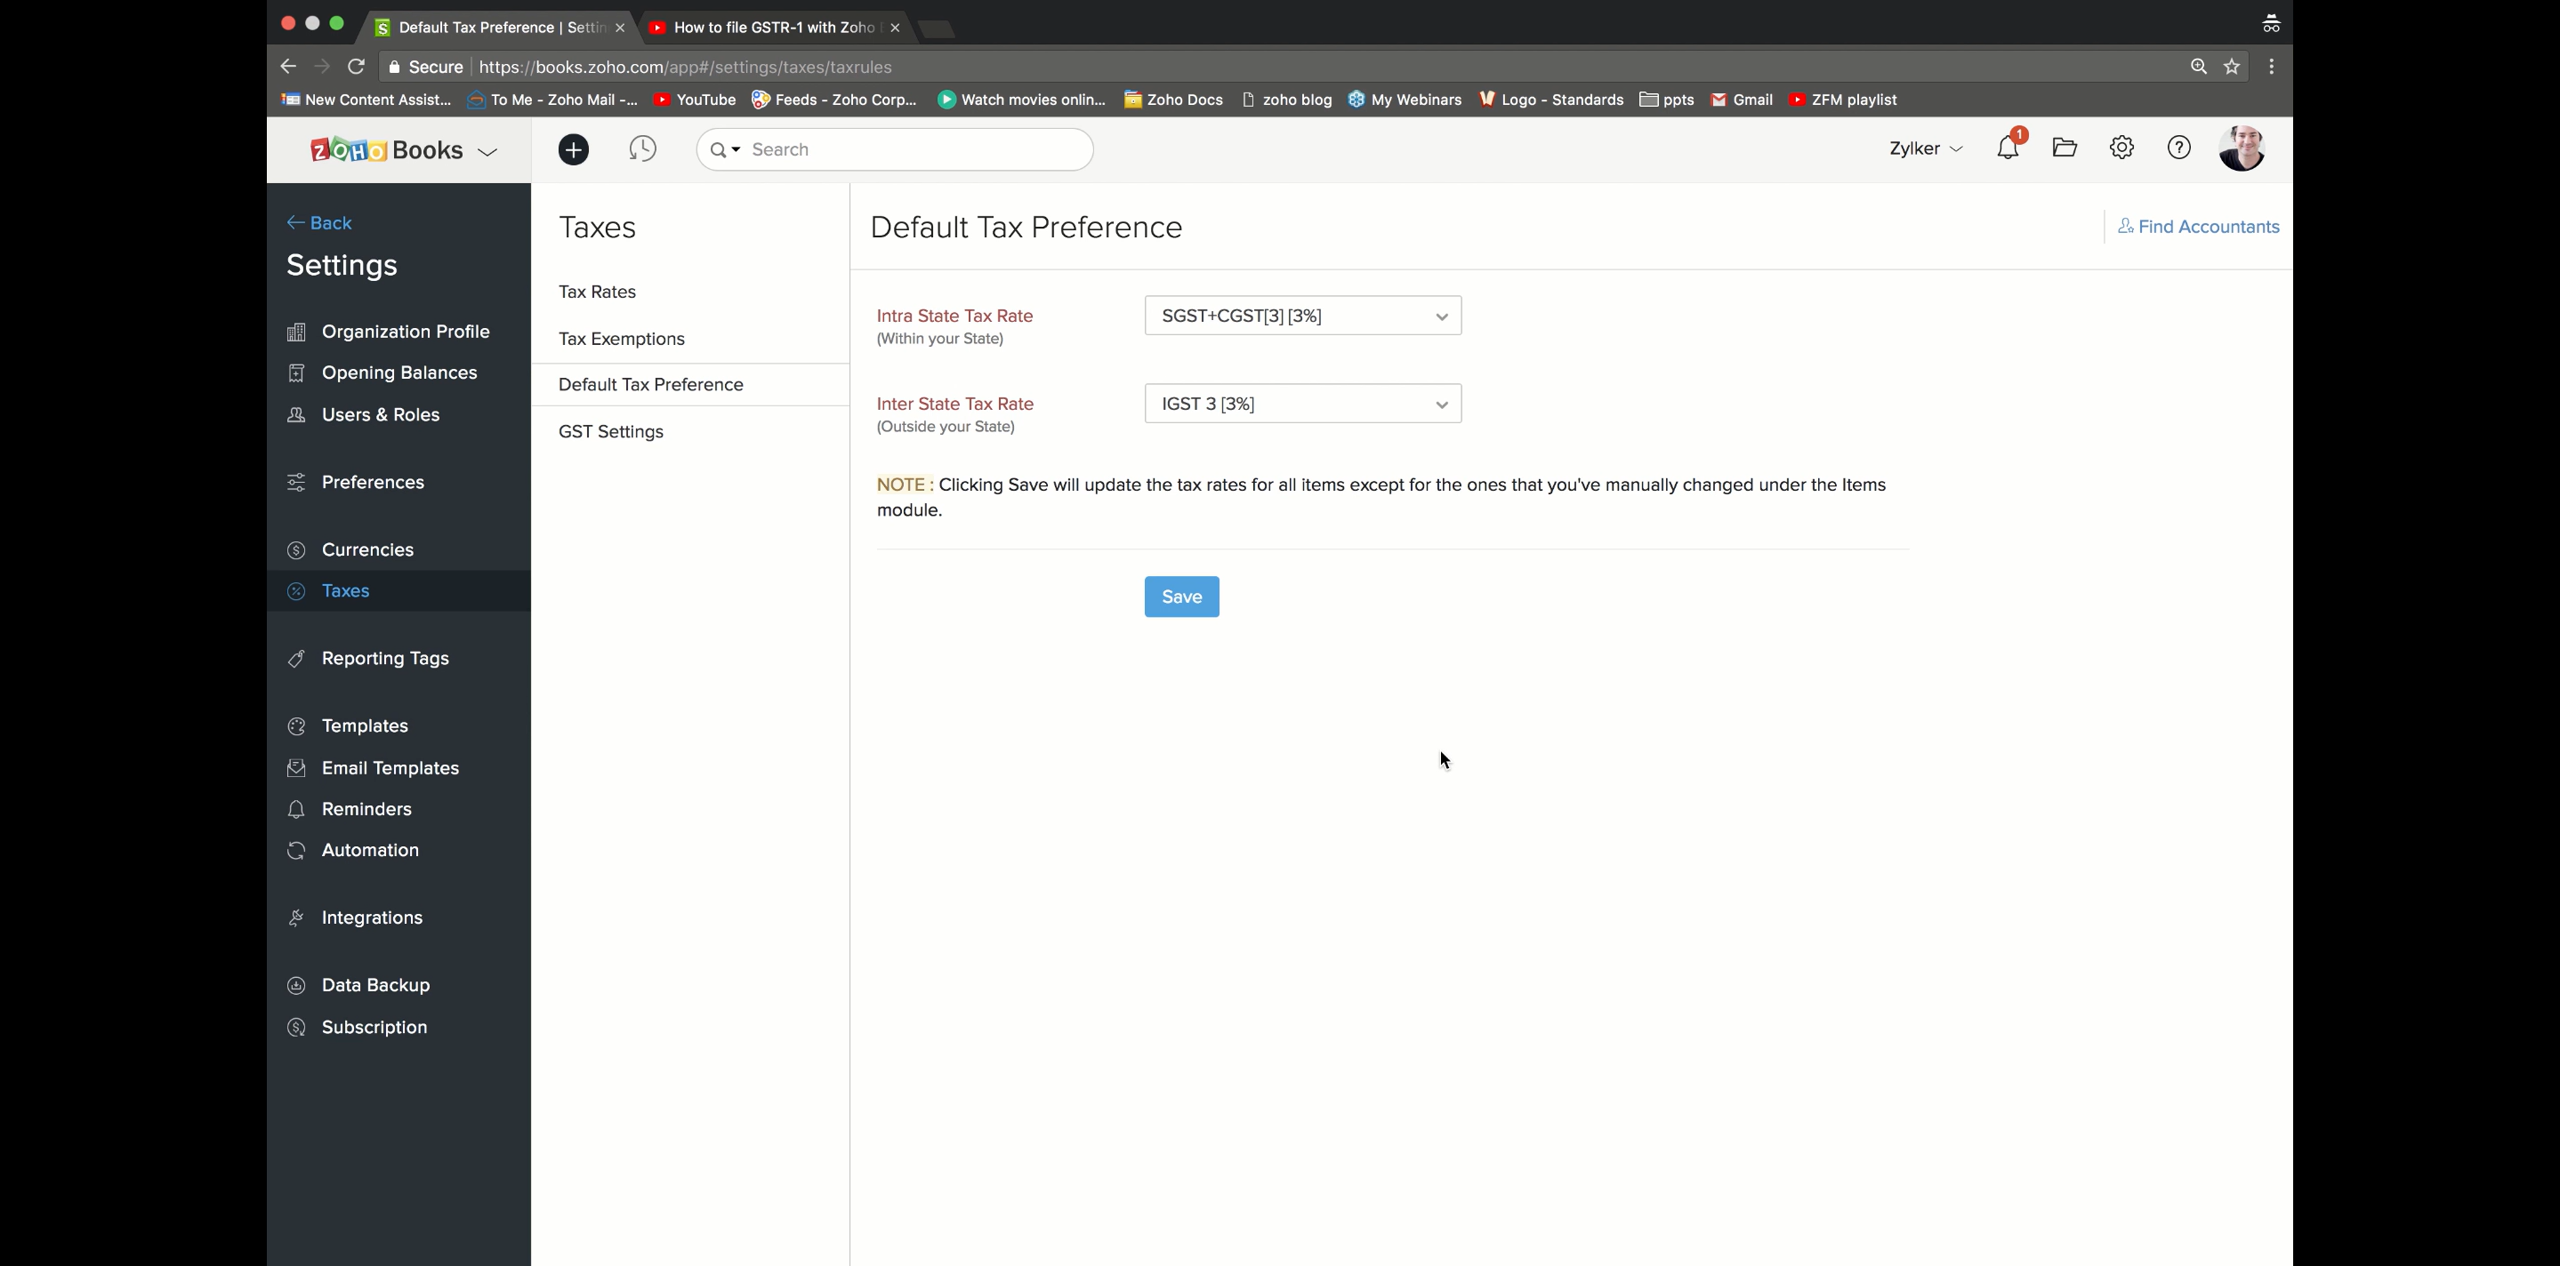 Default Tax Preference | Settin
How to file GSTR-1 with Zoho
Secure https://books.zoho.com/app#/settings/taxes/taxrules
New Content Assist... To Me - Zoho Mail -... YouTube Feeds - Zoho Corp... Watch movies onlin... Zoho Docs zoho blog My Webinars Logo - Standards ppts Gmail ZFM playlist
ZOHO Books Search Zylker 1
Back
Settings
Organization Profile
Opening Balances
Users & Roles
Preferences
Currencies
Taxes
Reporting Tags
Templates
Email Templates
Reminders
Automation
Integrations
Data Backup
Subscription
Taxes
Tax Rates
Tax Exemptions
Default Tax Preference
GST Settings
Default Tax Preference
Find Accountants
Intra State Tax Rate SGST+CGST[3] [3%]
(Within your State)
Inter State Tax Rate IGST 3 [3%]
(Outside your State)
NOTE : Clicking Save will update the tax rates for all items except for the ones that you've manually changed under the Items
module.
Save